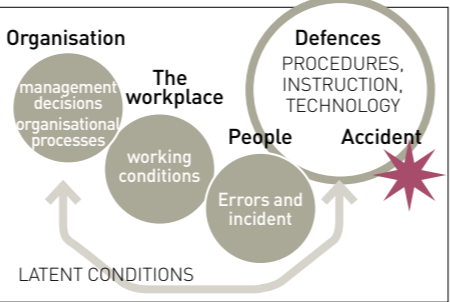 Organisation
management
decisions
organisational
processes
The
workplace
working
conditions
People
Errors and
incident
Defences
PROCEDURES,
INSTRUCTION,
TECHNOLOGY
Accident
LATENT CONDITIONS